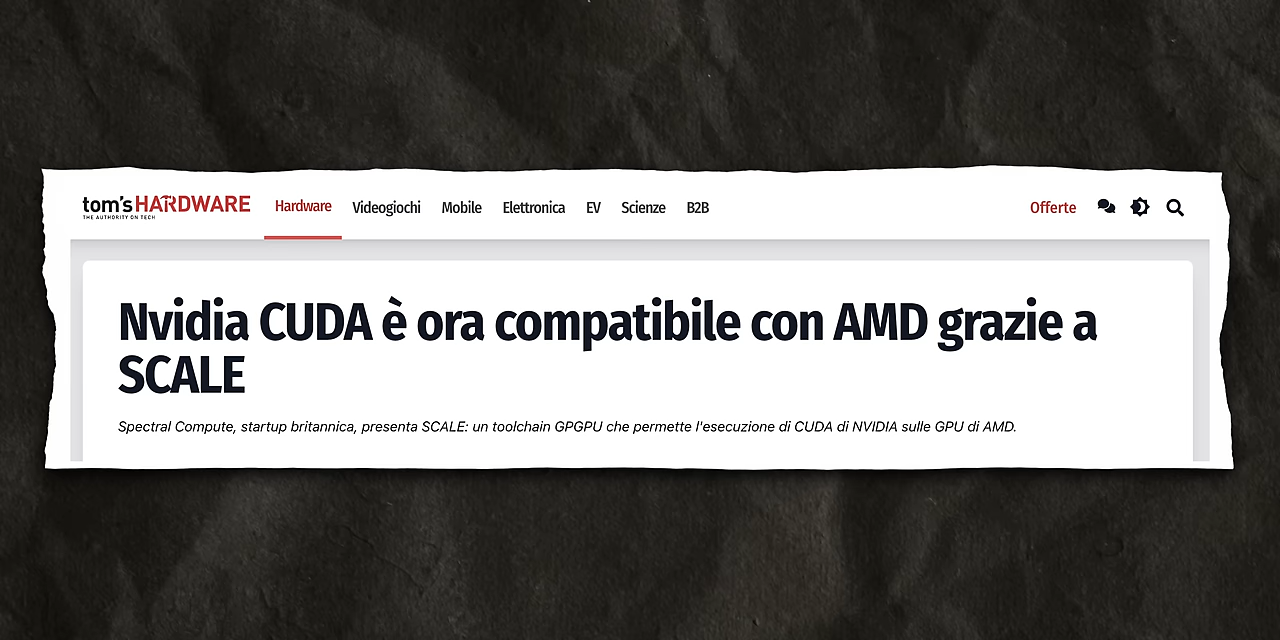 tom'sHARDWARE
THE AUTHORITY ON TECH
Hardware Videogiochi Mobile Elettronica EV Scienze B2B Offerte
Nvidia CUDA è ora compatibile con AMD grazie a
SCALE
Spectral Compute, startup britannica, presenta SCALE: un toolchain GPGPU che permette l'esecuzione di CUDA di NVIDIA sulle GPU di AMD.